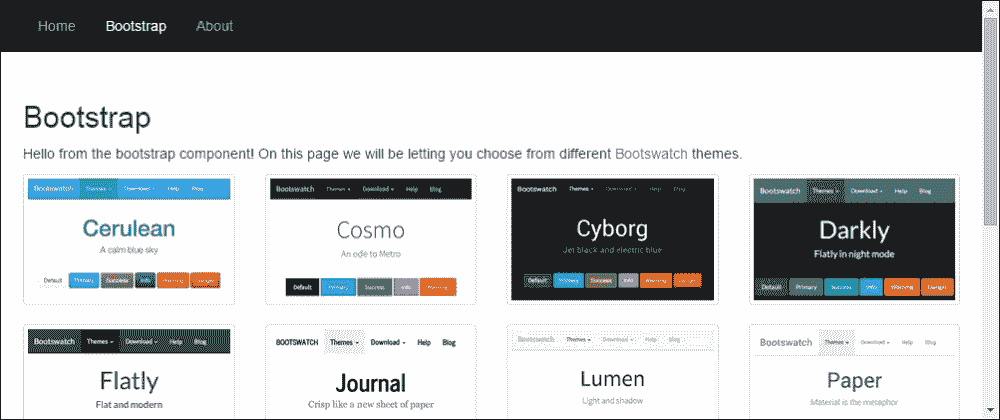 Home Bootstrap About
Bootstrap
Hello from the bootstrap component! On this page we will be letting you choose from different Bootswatch themes.
Bootswatch Themes Download Help Blog
Cerulean
A calm blue sky
Default Primary Success Info Warning Danger
Bootswatch Themes Download Help Blog
Cosmo
An ode to Metro
Default Primary Success Info Warning
Bootswatch Themes Download Help Blog
Cyborg
Jet black and electric blue
Default Primary Success Info Warning Danger
Bootswatch Themes Download Help Blog
Darkly
Flatly in night mode
Default Primary Success Info Warning Danger
Bootswatch Themes Download Help Blog
Flatly
Flat and modern
BOOTSWATCH Themes Download Help Blog
Journal
Crisp like a new sheet of paper
Bootswatch Themes Download Help Blog
Lumen
Light and shadow
Bootswatch Themes Download Help Blog
Paper
Material is the metaphor